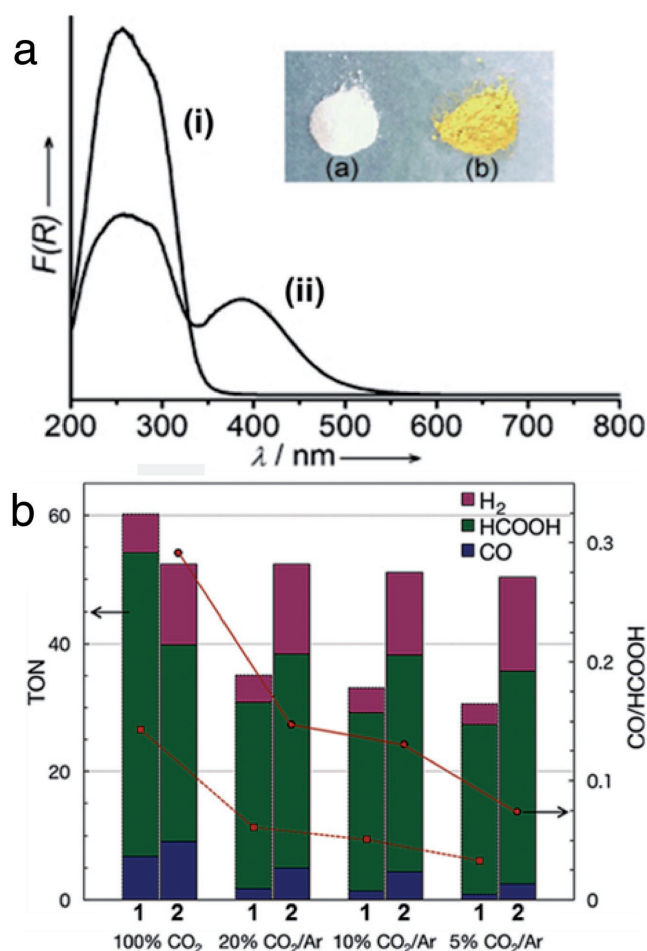 a
F(R)
(i)
(ii)
(a)
(b)
200 300 400 500 600 700 800
λ / nm
b
H2
HCOOH
CO
TON
60
40
20
0
CO/HCOOH
0.3
0.2
0.1
0
1 2 1 2 1 2 1 2
100% CO2 20% CO2/Ar 10% CO2/Ar 5% CO2/Ar